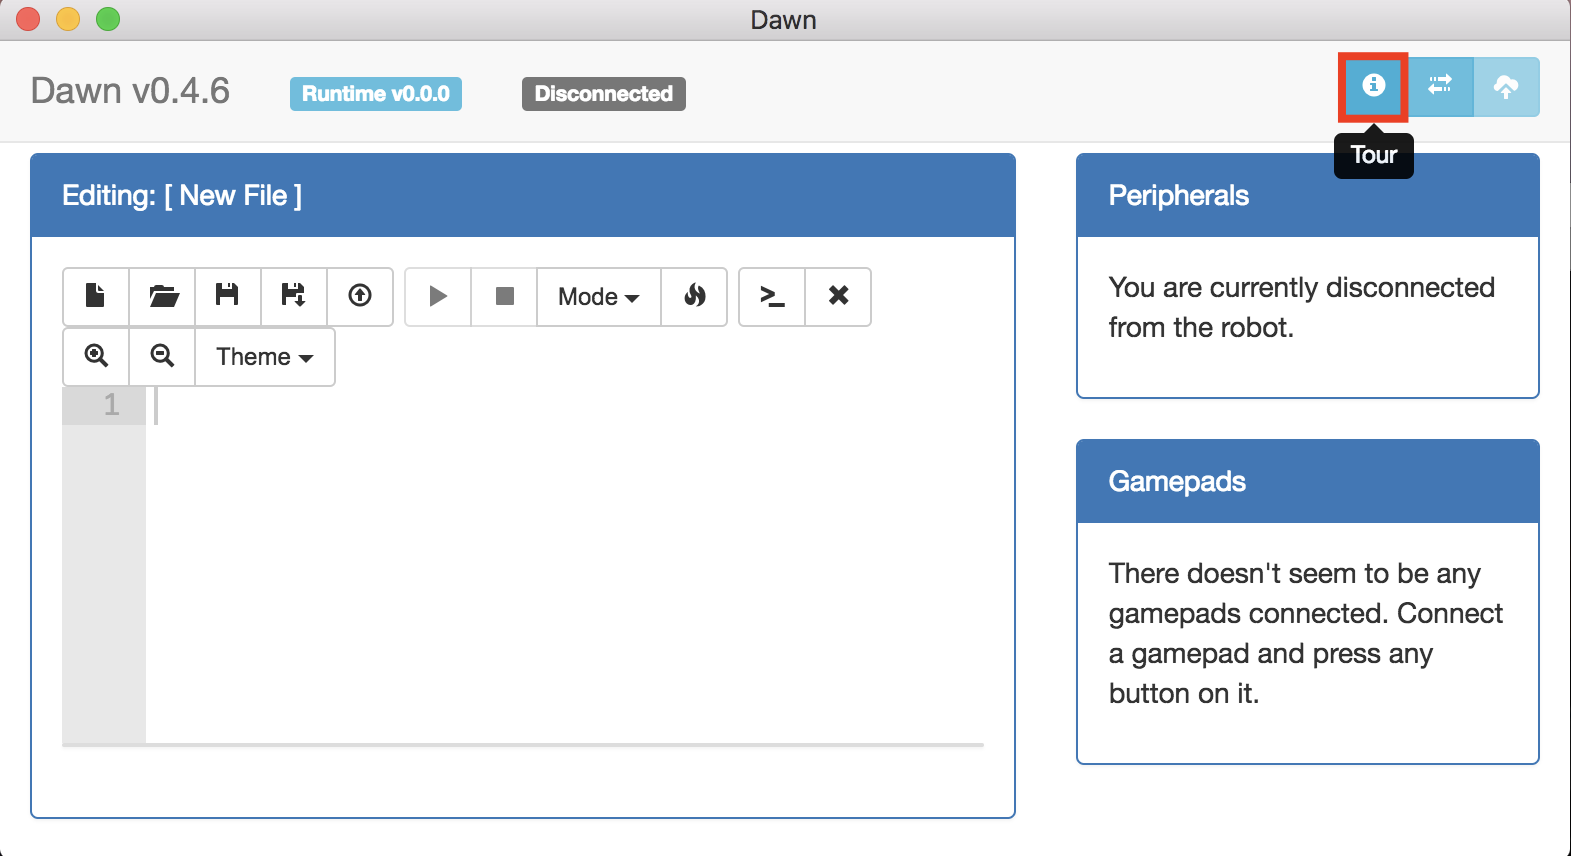 Dawn
Dawn v0.4.6
Runtime v0.0.0
Disconnected
Tour
Editing: [ New File ]
Mode
Theme
1
Peripherals
You are currently disconnected
from the robot.
Gamepads
There doesn't seem to be any
gamepads connected. Connect
a gamepad and press any
button on it.